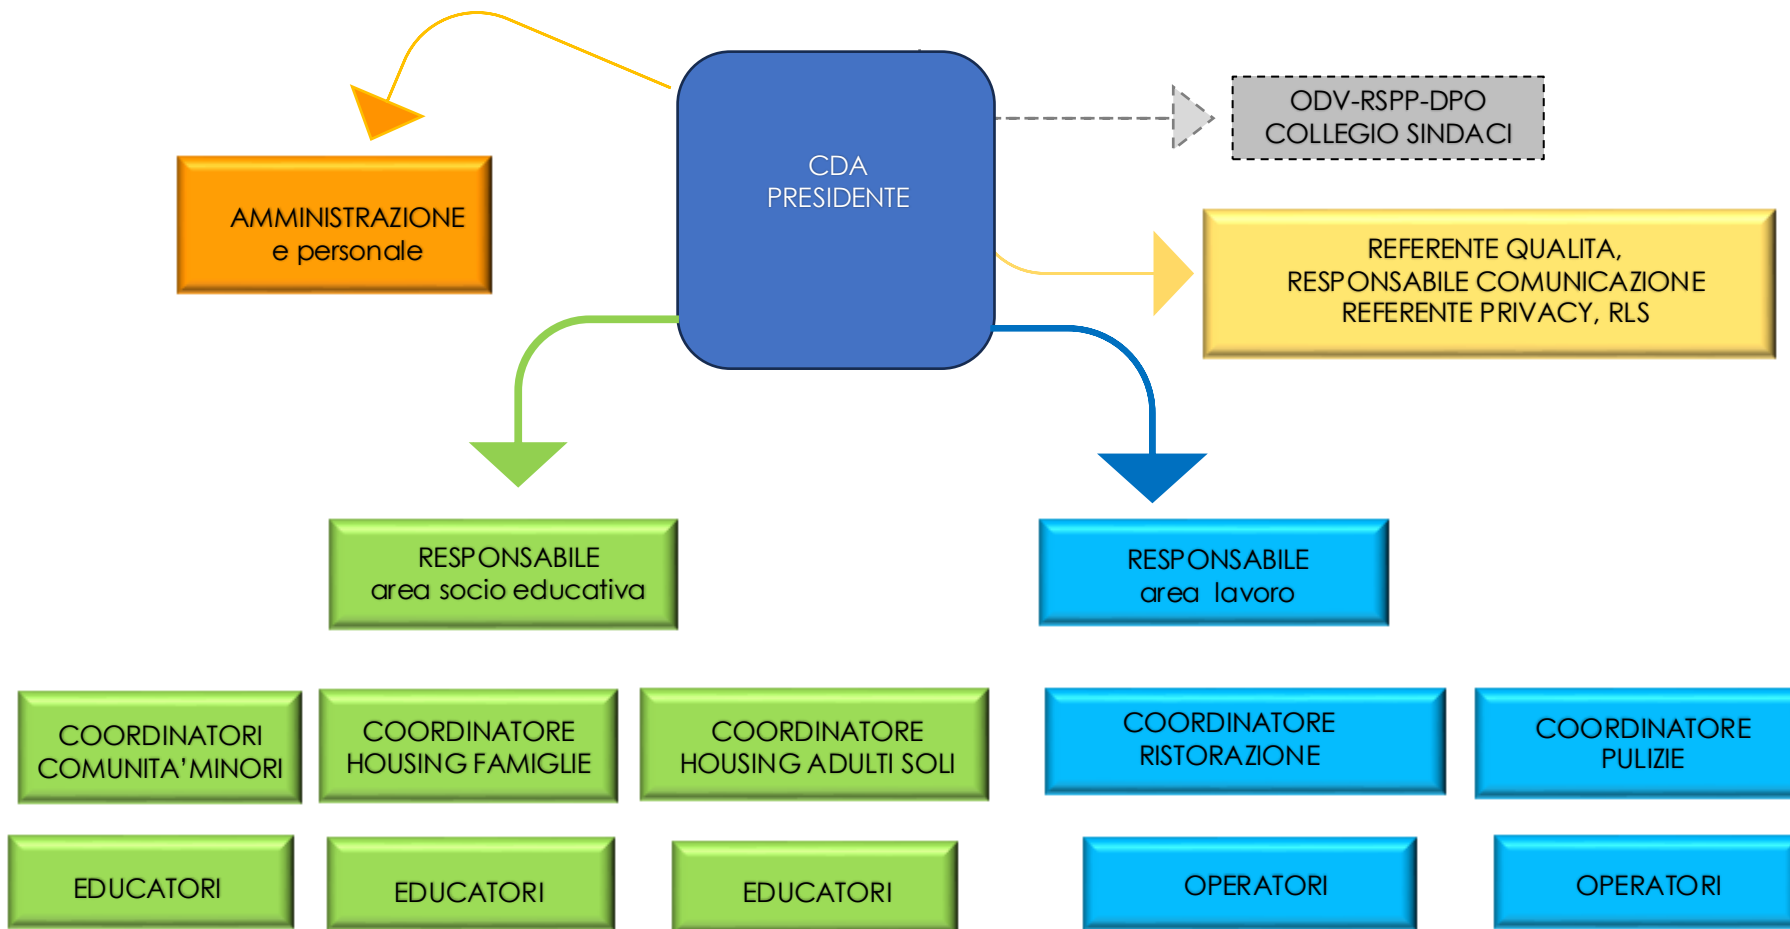 ODV-RSPP-DPO
COLLEGIO SINDACI
CDA
PRESIDENTE
AMMINISTRAZIONE
e personale
REFERENTE QUALITA,
RESPONSABILE COMUNICAZIONE
REFERENTE PRIVACY, RLS
RESPONSABILE
area socio educativa
RESPONSABILE
area lavoro
COORDINATORI
COMUNITA’MINORI
COORDINATORE
HOUSING FAMIGLIE
COORDINATORE
HOUSING ADULTI SOLI
COORDINATORE
RISTORAZIONE
COORDINATORE
PULIZIE
EDUCATORI
EDUCATORI
EDUCATORI
OPERATORI
OPERATORI